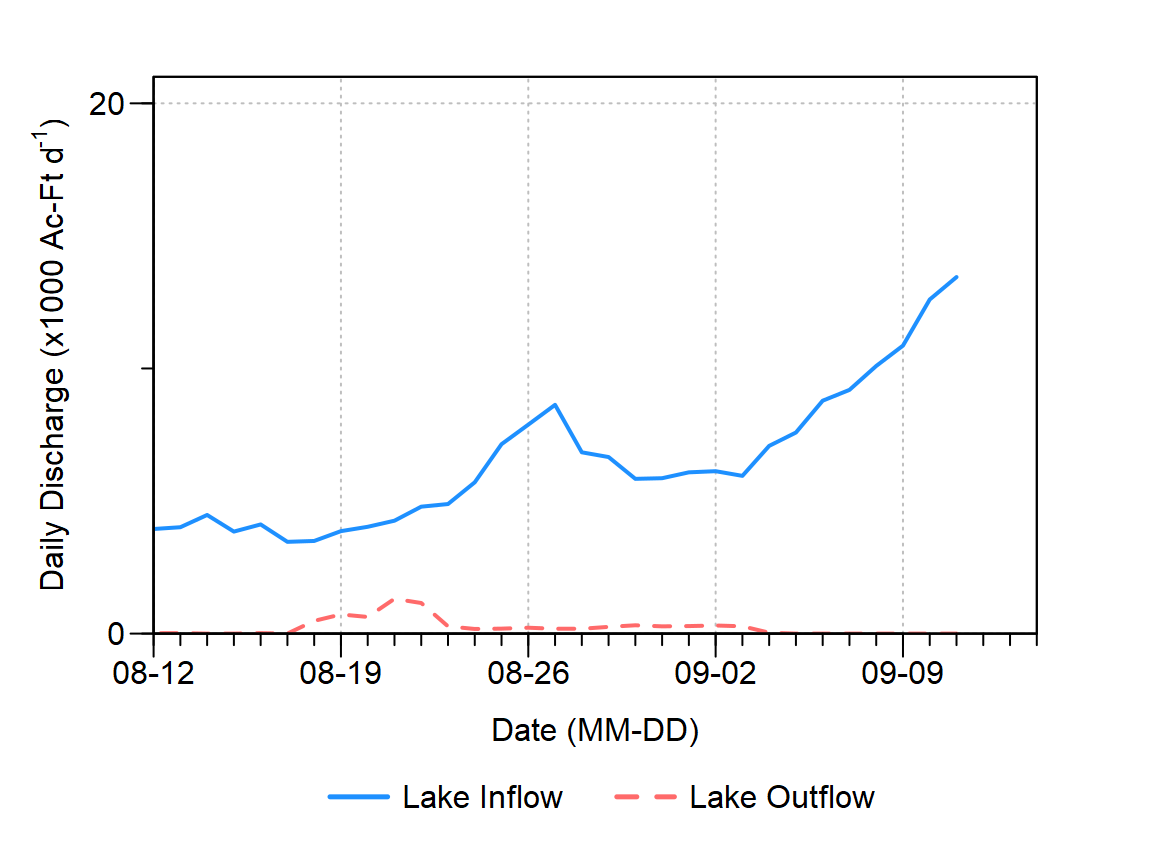 20
0
Daily Discharge (x1000 Ac-Ft d-1)
08-12 08-19 08-26 09-02 09-09
Date (MM-DD)
Lake Inflow Lake Outflow